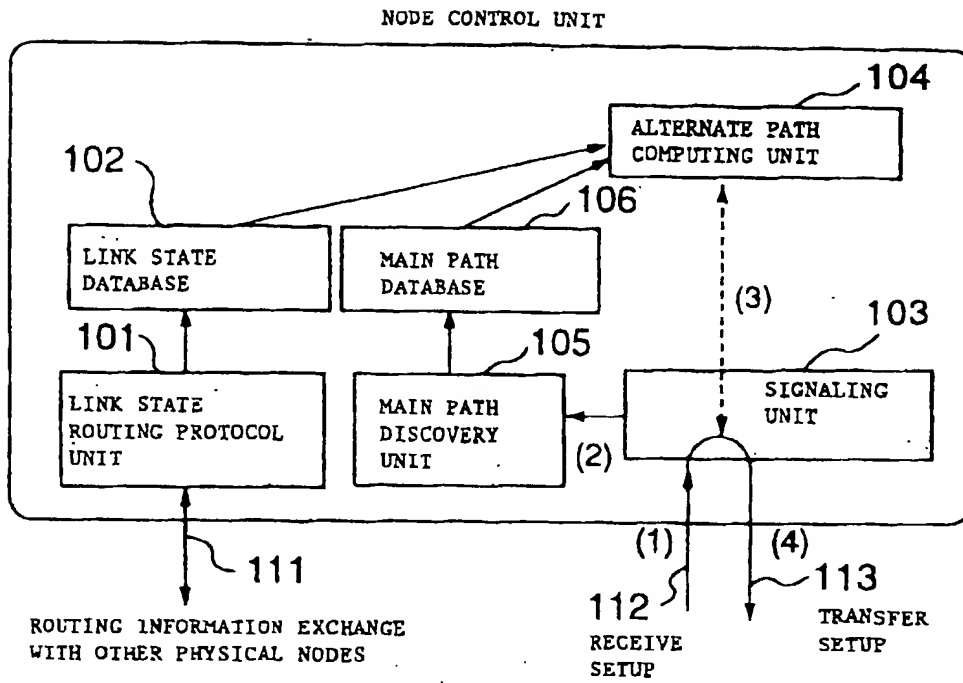 NODE CONTROL UNIT
104
ALTERNATE PATH
COMPUTING UNIT
102
106
LINK STATE
DATABASE
MAIN PATH
DATABASE
(3)
101
105
103
LINK STATE
ROUTING PROTOCOL
UNIT
MAIN PATH
DISCOVERY
UNIT
(2)
SIGNALING
UNIT
111
(1)
(4)
112
113
ROUTING INFORMATION EXCHANGE
WITH OTHER PHYSICAL NODES
RECEIVE
SETUP
TRANSFER
SETUP